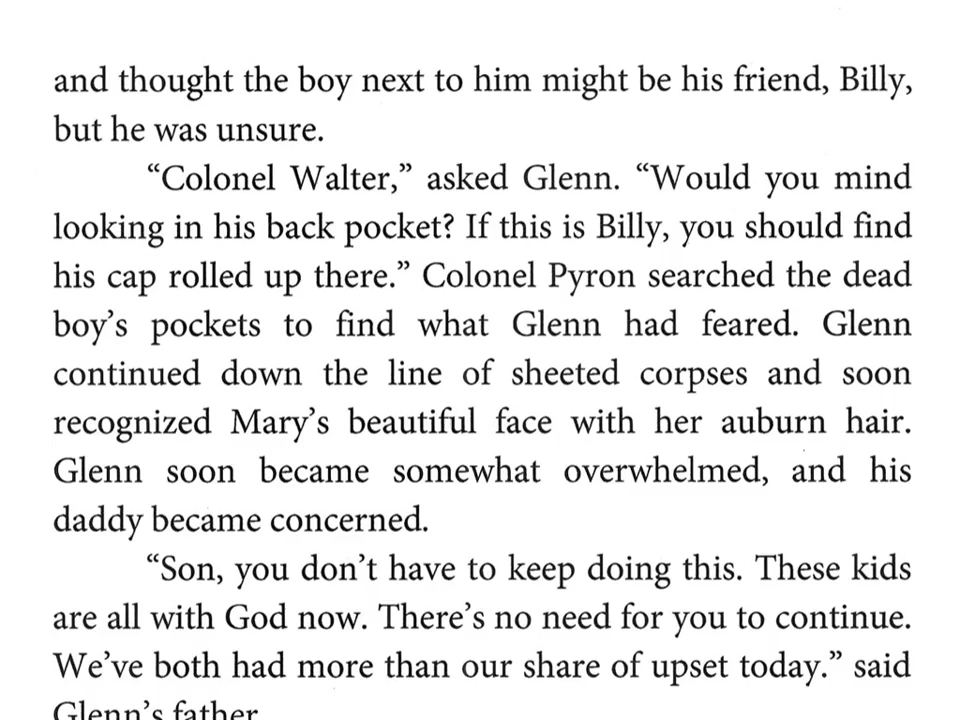 and thought the boy next to him might be his friend, Billy,
but he was unsure.
“Colonel Walter,” asked Glenn. “Would you mind
looking in his back pocket? If this is Billy, you should find
his cap rolled up there.” Colonel Pyron searched the dead
boy’s pockets to find what Glenn had feared. Glenn
continued down the line of sheeted corpses and soon
recognized Mary’s beautiful face with her auburn hair.
Glenn soon became somewhat overwhelmed, and his
daddy became concerned.
“Son, you don’t have to keep doing this. These kids
are all with God now. There’s no need for you to continue.
We’ve both had more than our share of upset today.” said
Glenn’s father